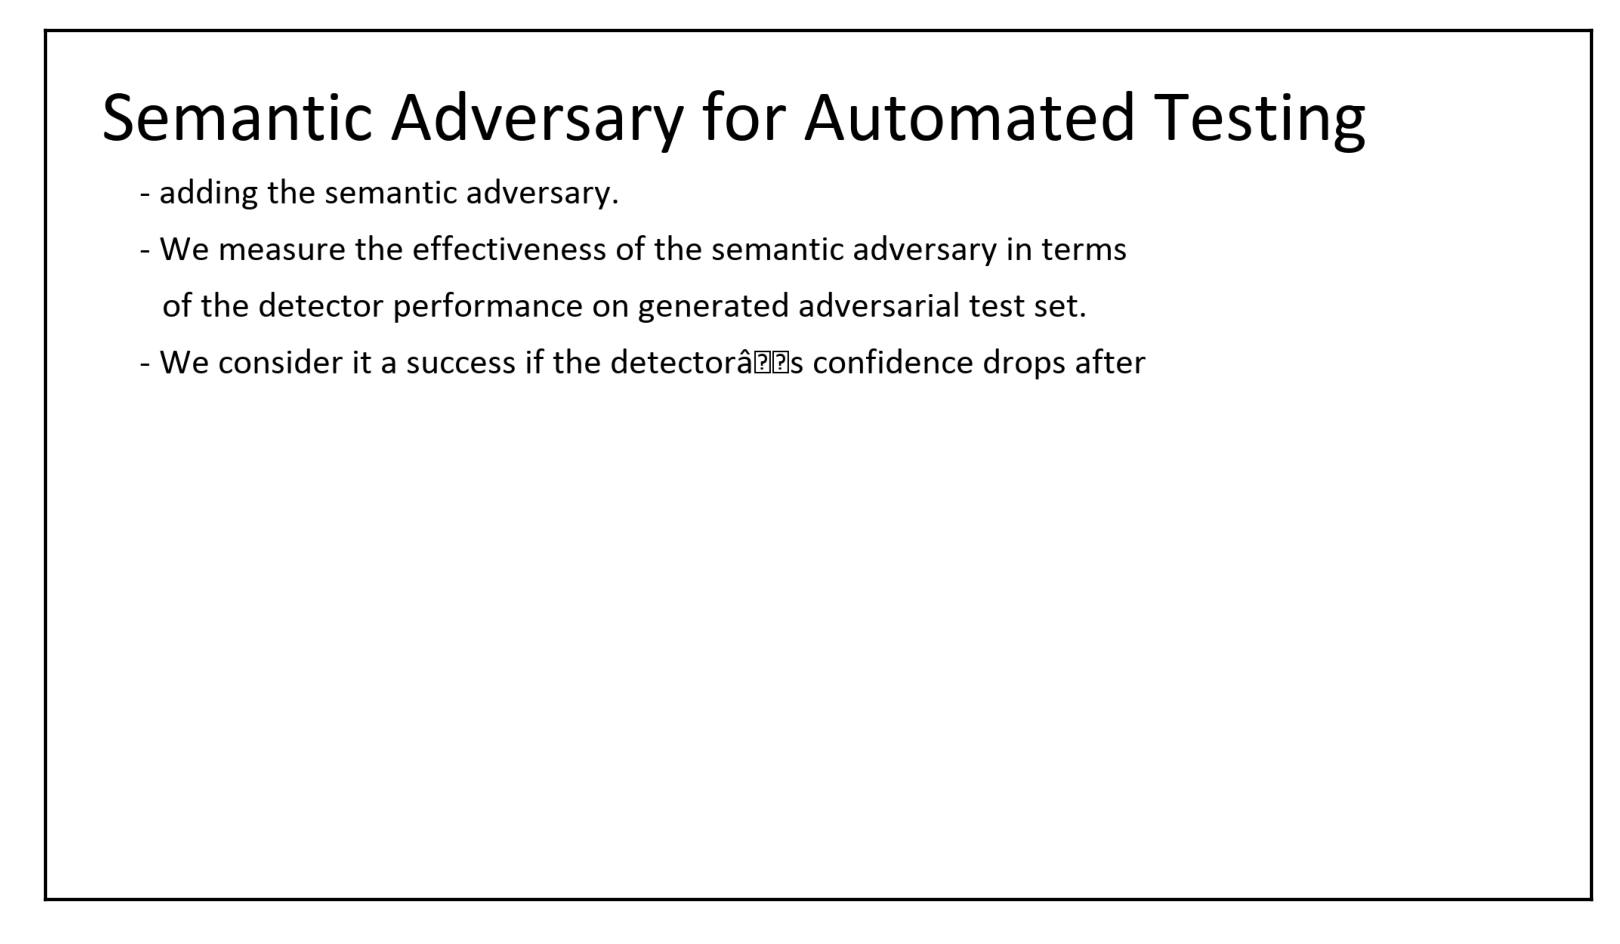 Semantic Adversary for Automated Testing
- adding the semantic adversary.
- We measure the effectiveness of the semantic adversary in terms
of the detector performance on generated adversarial test set.
- We consider it a success if the detectorâ⍰⍰s confidence drops after